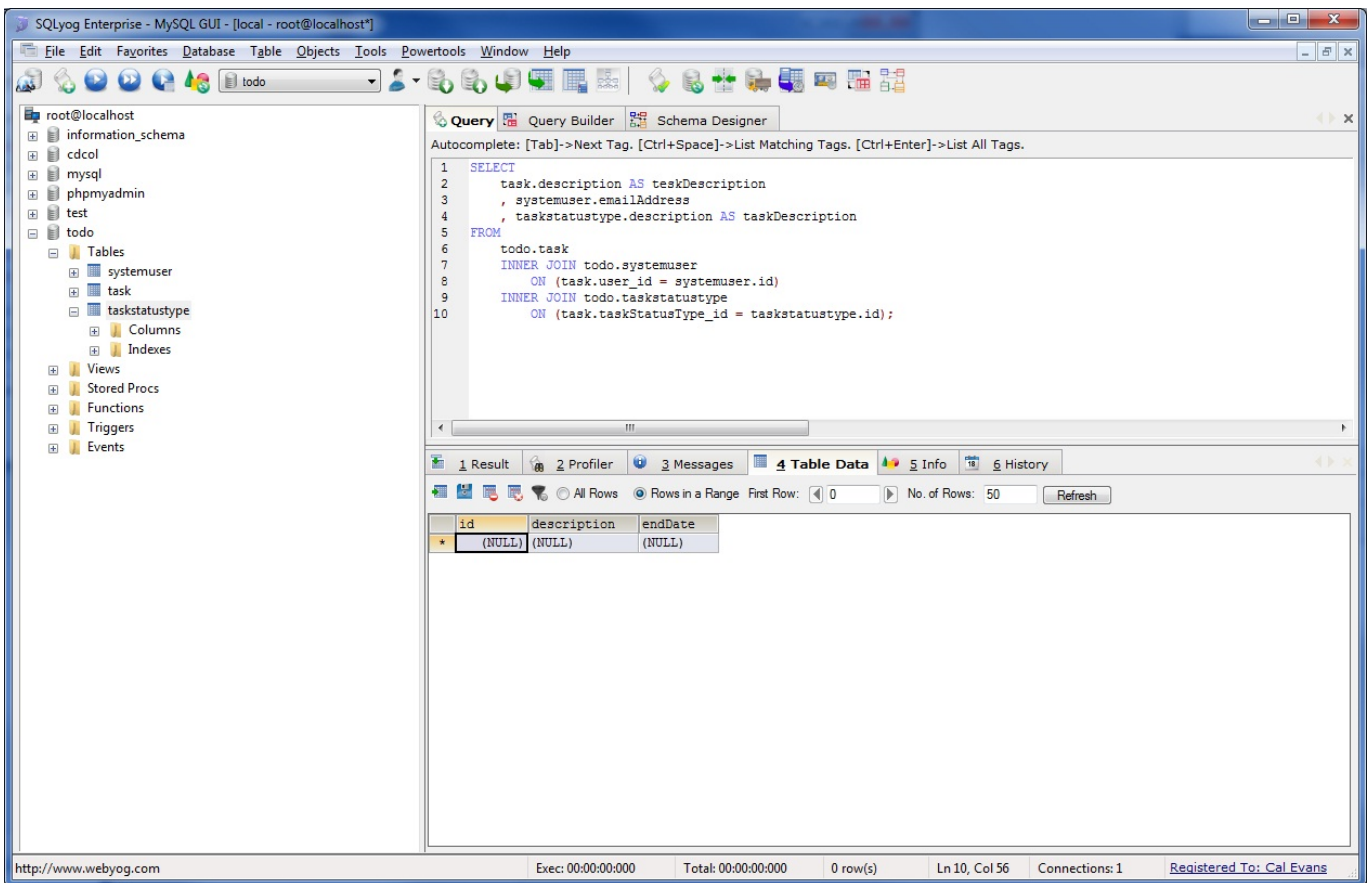 SQLyog Enterprise - MySQL GUI - [local - root@localhost*]
File Edit Favorites Database Table Objects Tools Powertools Window Help
todo
root@localhost
information_schema
cdcol
mysql
phpmyadmin
test
todo
Tables
systemuser
task
taskstatustype
Columns
Indexes
Views
Stored Procs
Functions
Triggers
Events
Query Query Builder Schema Designer
Autocomplete: [Tab]->Next Tag. [Ctrl+Space]->List Matching Tags. [Ctrl+Enter]->List All Tags.
1 SELECT
2 task.description AS teskDescription
3 , systemuser.emailAddress
4 , taskstatustype.description AS taskDescription
5 FROM
6 todo.task
7 INNER JOIN todo.systemuser
8 ON (task.user_id = systemuser.id)
9 INNER JOIN todo.taskstatustype
10 ON (task.taskStatusType_id = taskstatustype.id);
1 Result 2 Profiler 3 Messages 4 Table Data 5 Info 18 6 History
All Rows Rows in a Range First Row: 0 No. of Rows: 50 Refresh
id description endDate
* (NULL) (NULL) (NULL)
http://www.webyog.com Exec: 00:00:00:000 Total: 00:00:00:000 0 row(s) Ln 10, Col 56 Connections: 1 Registered To: Cal Evans